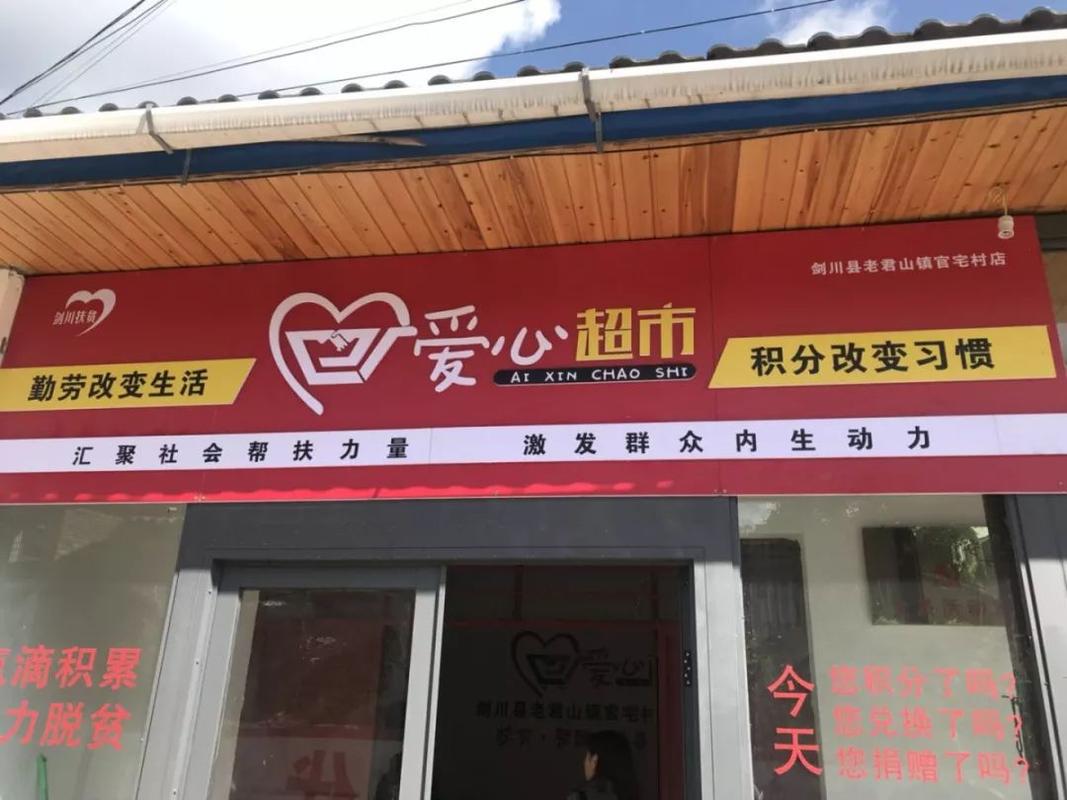 剑川县老君山镇官宅村店
剑川扶贫
爱心超市
AI XIN CHAO SHI
勤劳改变生活
积分改变习惯
汇聚社会帮扶力量 激发群众内生动力
滴积累
力脱贫
爱心
剑川县老君山镇官宅村
今天
您积分了吗?
您兑换了吗?
您捐赠了吗?